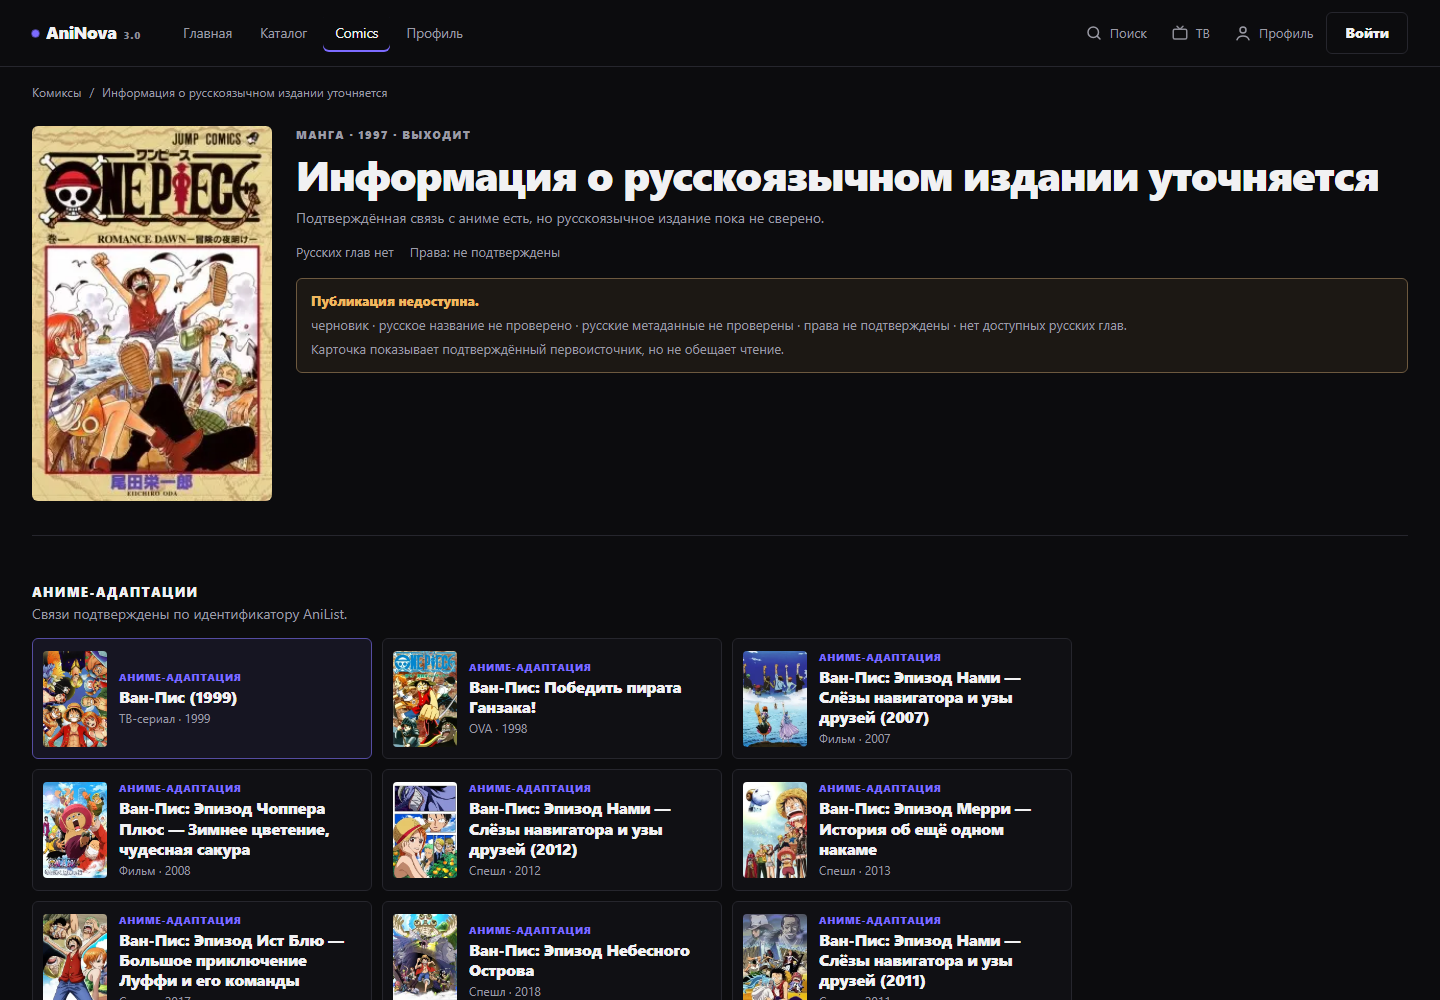 AniNova 3.0
Главная
Каталог
Comics
Профиль
Поиск
ТВ
Профиль
Войти
Комиксы / Информация о русскоязычном издании уточняется
JUMP COMICS
ワンピース
ONE PIECE
巻一 ROMANCE DAWN—冒険の夜明け—
尾田栄一郎
EIICHIRO ODA
МАНГА · 1997 · ВЫХОДИТ
Информация о русскоязычном издании уточняется
Подтверждённая связь с аниме есть, но русскоязычное издание пока не сверено.
Русских глав нет Права: не подтверждены
Публикация недоступна.
черновик · русское название не проверено · русские метаданные не проверены · права не подтверждены · нет доступных русских глав.
Карточка показывает подтверждённый первоисточник, но не обещает чтение.
АНИМЕ-АДАПТАЦИИ
Связи подтверждены по идентификатору AniList.
АНИМЕ-АДАПТАЦИЯ
Ван-Пис (1999)
ТВ-сериал · 1999
АНИМЕ-АДАПТАЦИЯ
Ван-Пис: Победить пирата
Ганзака!
OVA · 1998
АНИМЕ-АДАПТАЦИЯ
Ван-Пис: Эпизод Нами —
Слёзы навигатора и узы
друзей (2007)
Фильм · 2007
АНИМЕ-АДАПТАЦИЯ
Ван-Пис: Эпизод Чоппера
Плюс — Зимнее цветение,
чудесная сакура
Фильм · 2008
АНИМЕ-АДАПТАЦИЯ
Ван-Пис: Эпизод Нами —
Слёзы навигатора и узы
друзей (2012)
Спешл · 2012
АНИМЕ-АДАПТАЦИЯ
Ван-Пис: Эпизод Мерри —
История об ещё одном
накаме
Спешл · 2013
АНИМЕ-АДАПТАЦИЯ
Ван-Пис: Эпизод Ист Блю —
Большое приключение
Луффи и его команды
Спешл · 2017
АНИМЕ-АДАПТАЦИЯ
Ван-Пис: Эпизод Небесного
Острова
Спешл · 2018
АНИМЕ-АДАПТАЦИЯ
Ван-Пис: Эпизод Нами —
Слёзы навигатора и узы
друзей (2011)
Спешл · 2011